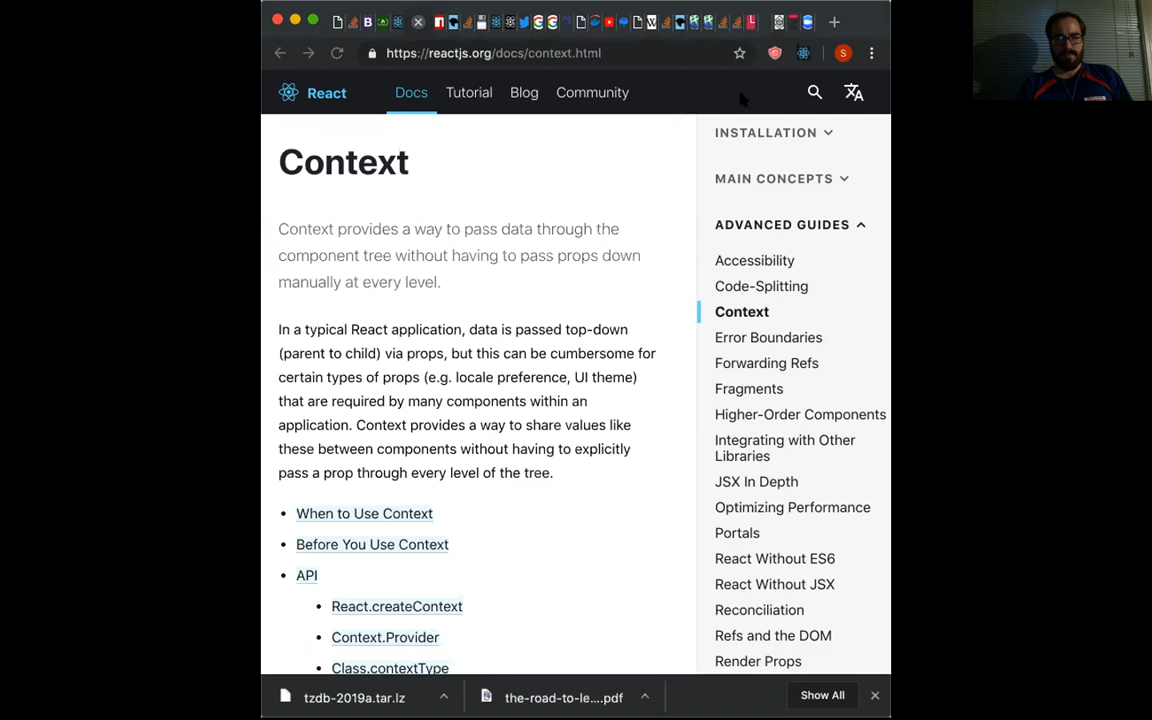 https://reactjs.org/docs/context.html
S
React
Docs
Tutorial
Blog
Community
Context
Context provides a way to pass data through the
component tree without having to pass props down
manually at every level.
In a typical React application, data is passed top-down
(parent to child) via props, but this can be cumbersome for
certain types of props (e.g. locale preference, UI theme)
that are required by many components within an
application. Context provides a way to share values like
these between components without having to explicitly
pass a prop through every level of the tree.
• When to Use Context
• Before You Use Context
• API
• React.createContext
• Context.Provider
• Class.contextType
INSTALLATION
MAIN CONCEPTS
ADVANCED GUIDES
Accessibility
Code-Splitting
Context
Error Boundaries
Forwarding Refs
Fragments
Higher-Order Components
Integrating with Other
Libraries
JSX In Depth
Optimizing Performance
Portals
React Without ES6
React Without JSX
Reconciliation
Refs and the DOM
Render Props
tzdb-2019a.tar.lz
the-road-to-le....pdf
Show All